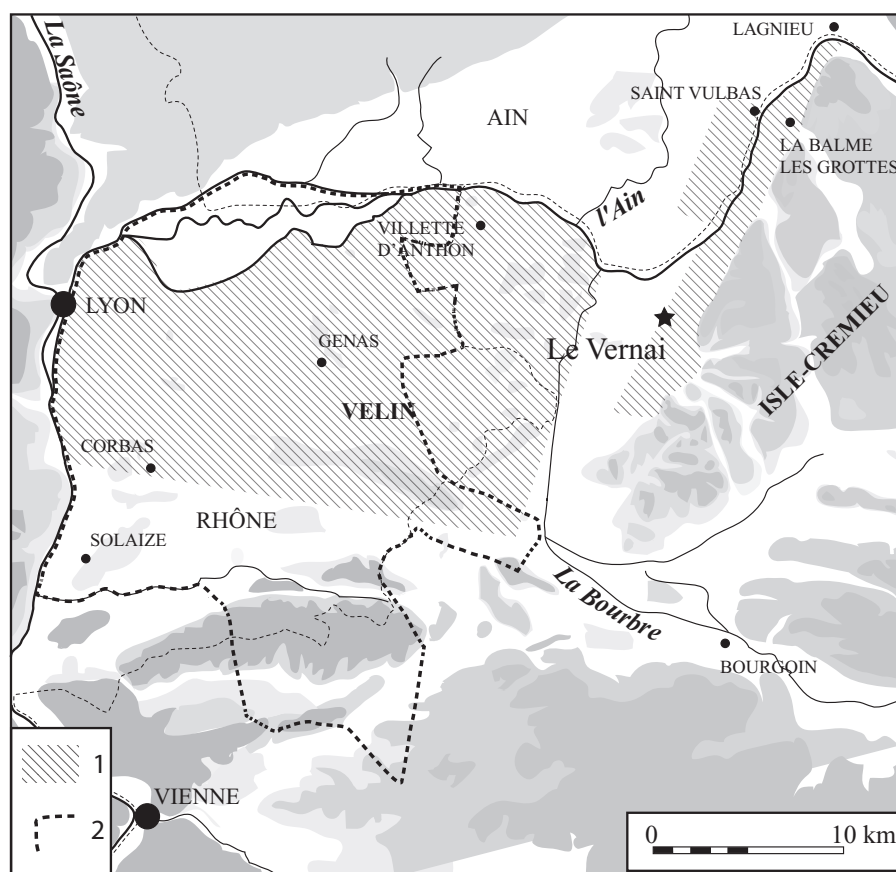 LAGNIEU
La Saône
SAINT VULBAS
AIN
LA BALME
LES GROTTES
l'Ain
VILLETTE
D'ANTHON
LYON
GENAS
Le Vernai
ISLE-CREMIEU
VELIN
CORBAS
RHÔNE
SOLAIZE
La Bourbre
BOURGOIN
1
2
VIENNE
0 10 km